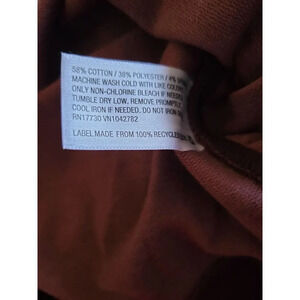 58% COTTON / 38% POLYESTER / 4%
MACHINE WASH COLD WITH LIKE COLORS
ONLY NON-CHLORINE BLEACH IF NEEDED.
TUMBLE DRY LOW. REMOVE PROMPTLY.
COOL IRON IF NEEDED. DO NOT IRON
RN17730 VN1042782
LABEL MADE FROM 100% RECYCLED